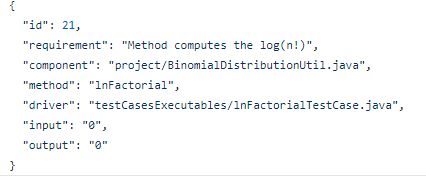 {
"id": 21,
"requirement": "Method computes the log(n!)",
"component": "project/BinomialDistributionUtil.java",
"method": "lnFactorial",
"driver": "testCasesExecutables/lnFactorialTestCase.java",
"input": "0",
"output": "0"
}